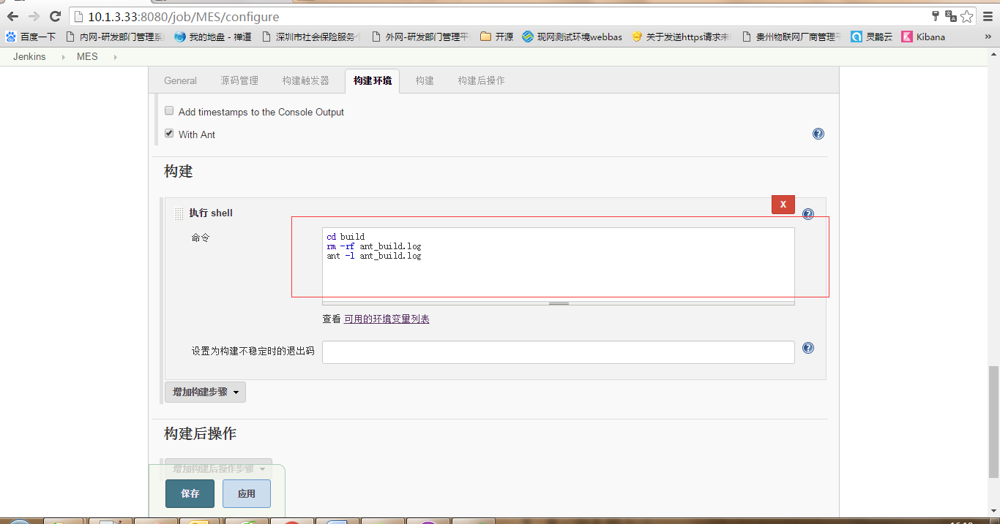 10.1.3.33:8080/job/MES/configure
百度一下 内网-研发部门管理系 我的地盘 - 禅道 深圳市社会保险服务个 外网-研发部门管理平 开源 现网测试环境webbas 关于发送https请求未 贵州物联网厂商管理平 灵鹊云 Kibana »
Jenkins MES
General 源码管理 构建触发器 构建环境 构建 构建后操作
Add timestamps to the Console Output
With Ant
构建
X
执行 shell
命令
cd build
rm -rf ant_build.log
ant -l ant_build.log
查看 可用的环境变量列表
设置为构建不稳定时的退出码
增加构建步骤
构建后操作
增加构建后操作步骤
保存 应用